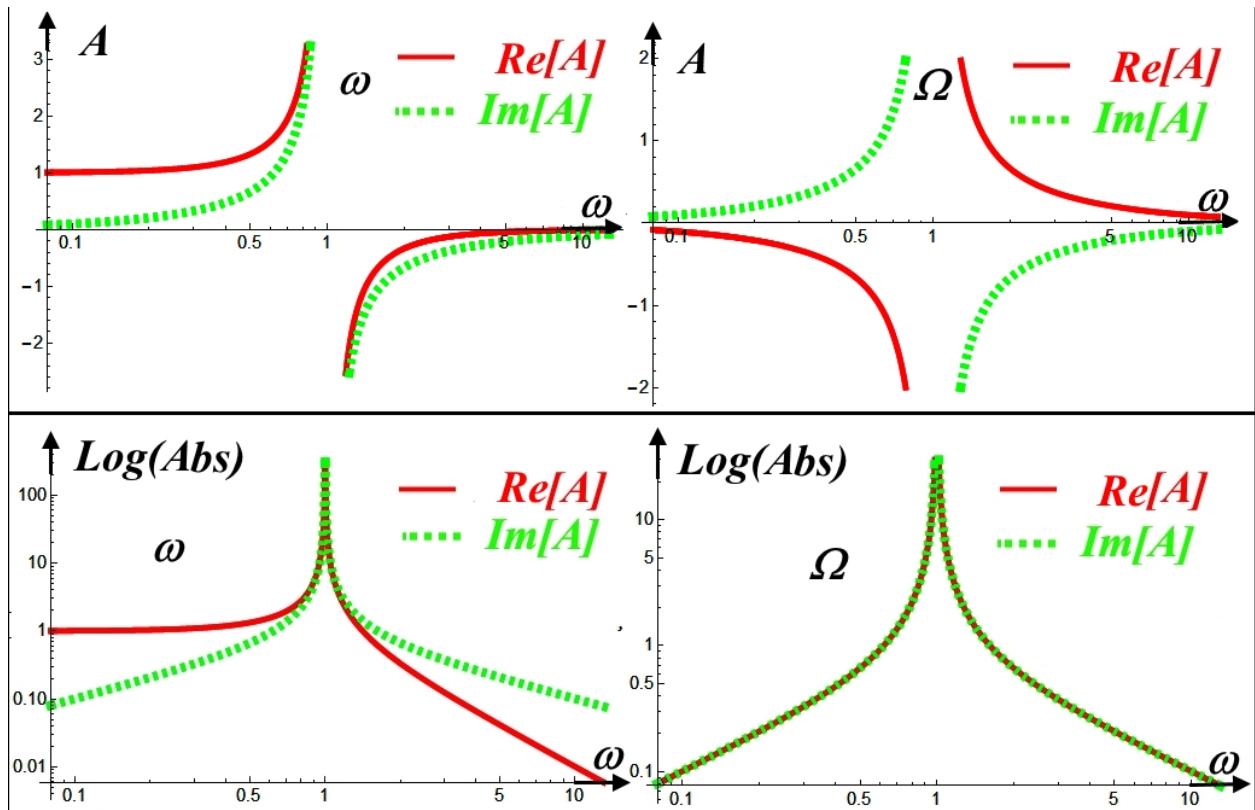 A
ω
Re[A]
Im[A]
3
2
1
-1
-2
0.1 0.5 1 5 10
ω
A
Ω
Re[A]
Im[A]
2
1
-1
-2
0.1 0.5 1 5 10
ω
Log(Abs)
Re[A]
Im[A]
ω
100
10
1
0.10
0.01
0.1 0.5 1 5 10
ω
,
Log(Abs)
Re[A]
Im[A]
Ω
10
5
1
0.5
0.1
0.1 0.5 1 5 10
ω